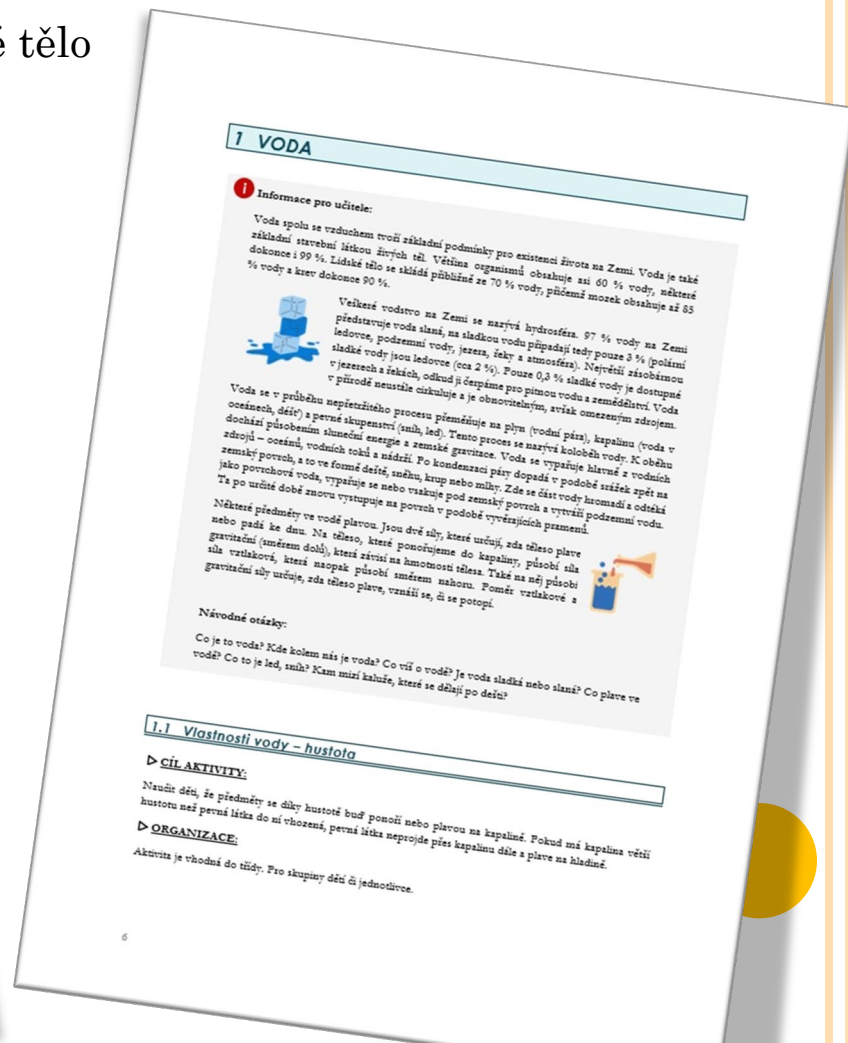 é tělo
1 VODA
i Informace pro učitele:
Voda spolu se vzduchem tvoří základní podmínky pro existenci života na Zemi. Voda je také
základní stavební látkou živých těl. Většina organismů obsahuje asi 60 % vody, některé
dokonce i 99 %. Lidské tělo se skládá přibližně ze 70 % vody, přičemž mozek obsahuje až 85
% vody a krev dokonce 90 %.
Veškeré vodstvo na Zemi se nazývá hydrosféra. 97 % vody na Zemi
představuje voda slaná, na sladkou vodu připadají tedy pouze 3 % (polární
ledovce, podzemní vody, jezera, řeky a atmosféra). Největší zásobárnou
sladké vody jsou ledovce (cca 2 %). Pouze 0,3 % sladké vody je dostupné
v jezerech a řekách, odkud ji čerpáme pro pitnou vodu a zemědělství. Voda
v přírodě neustále cirkuluje a je obnovitelným, avšak omezeným zdrojem.
Voda se v průběhu nepřetržitého procesu přeměňuje na plyn (vodní pára), kapalinu (voda v
oceánech, déšť) a pevné skupenství (sníh, led). Tento proces se nazývá koloběh vody. K oběhu
dochází působením sluneční energie a zemské gravitace. Voda se vypařuje hlavně z vodních
zdrojů – oceánů, vodních toků a nádrží. Po kondenzaci páry dopadá v podobě srážek zpět na
zemský povrch, a to ve formě deště, sněhu, krup nebo mlhy. Zde se část vody hromadí a odtéká
jako povrchová voda, vypařuje se nebo vsakuje pod zemský povrch a vytváří podzemní vodu.
Ta po určité době znovu vystupuje na povrch v podobě vyvěrajících pramenů.
Některé předměty ve vodě plavou. Jsou dvě síly, které určují, zda těleso plave
nebo padá ke dnu. Na těleso, které ponořujeme do kapaliny, působí síla
gravitační (směrem dolů), která závisí na hmotnosti tělesa. Také na něj působí
síla vztlaková, která naopak působí směrem nahoru. Poměr vztlakové a
gravitační síly určuje, zda těleso plave, vznáší se, či se potopí.
Návodné otázky:
Co je to voda? Kde kolem nás je voda? Co víš o vodě? Je voda sladká nebo slaná? Co plave ve
vodě? Co to je led, sníh? Kam mizí kaluže, které se dělají po dešti?
1.1 Vlastnosti vody – hustota
CÍL AKTIVITY:
Naučit děti, že předměty se díky hustotě buď ponoří nebo plavou na kapalině. Pokud má kapalina větší
hustotu než pevná látka do ní vhozená, pevná látka neprojde přes kapalinu dále a plave na hladině.
ORGANIZACE:
Aktivita je vhodná do třídy. Pro skupiny dětí či jednotlivce.
6